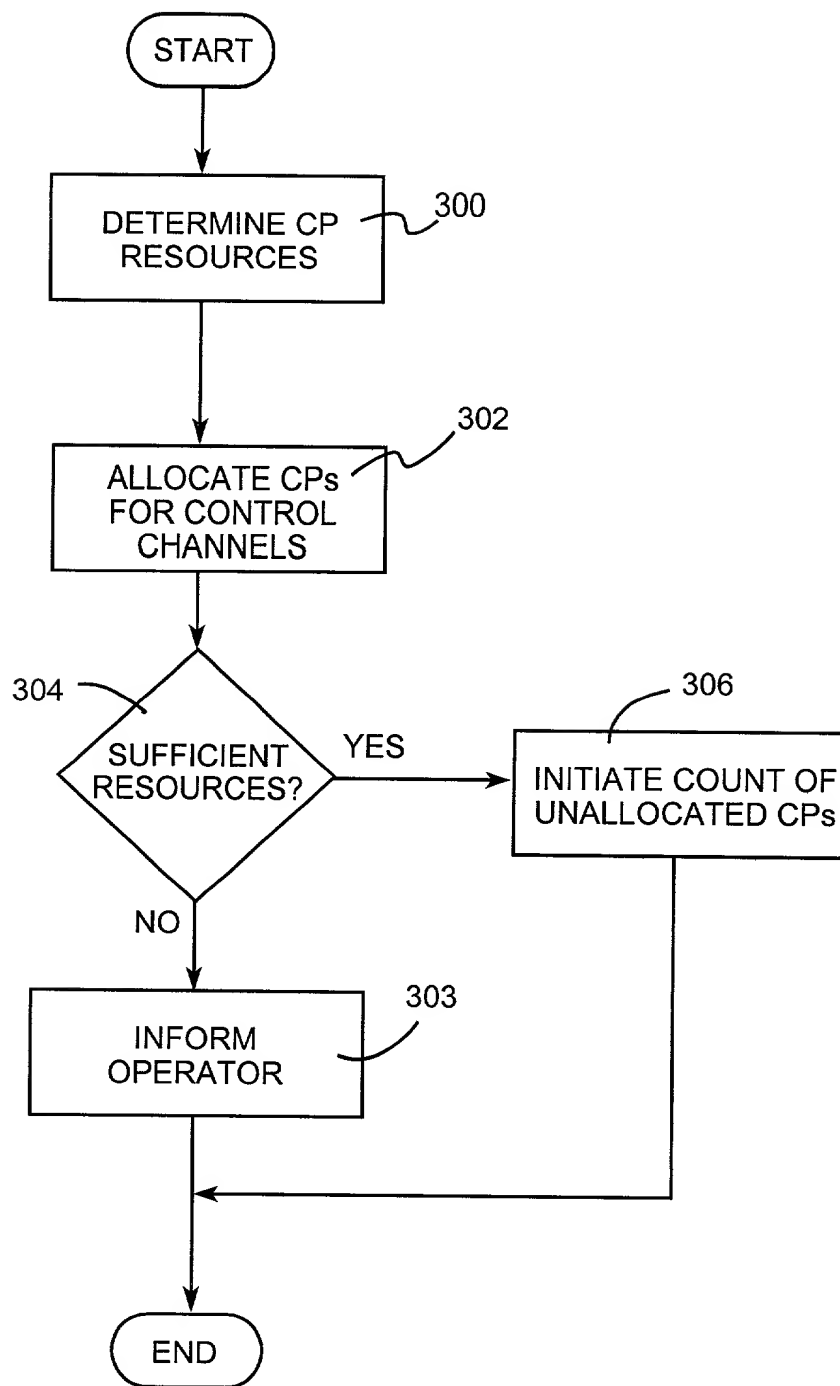 START
DETERMINE CP
RESOURCES
300
ALLOCATE CPs
FOR CONTROL
CHANNELS
302
304
SUFFICIENT
RESOURCES?
YES
306
INITIATE COUNT OF
UNALLOCATED CPs
NO
303
INFORM
OPERATOR
END